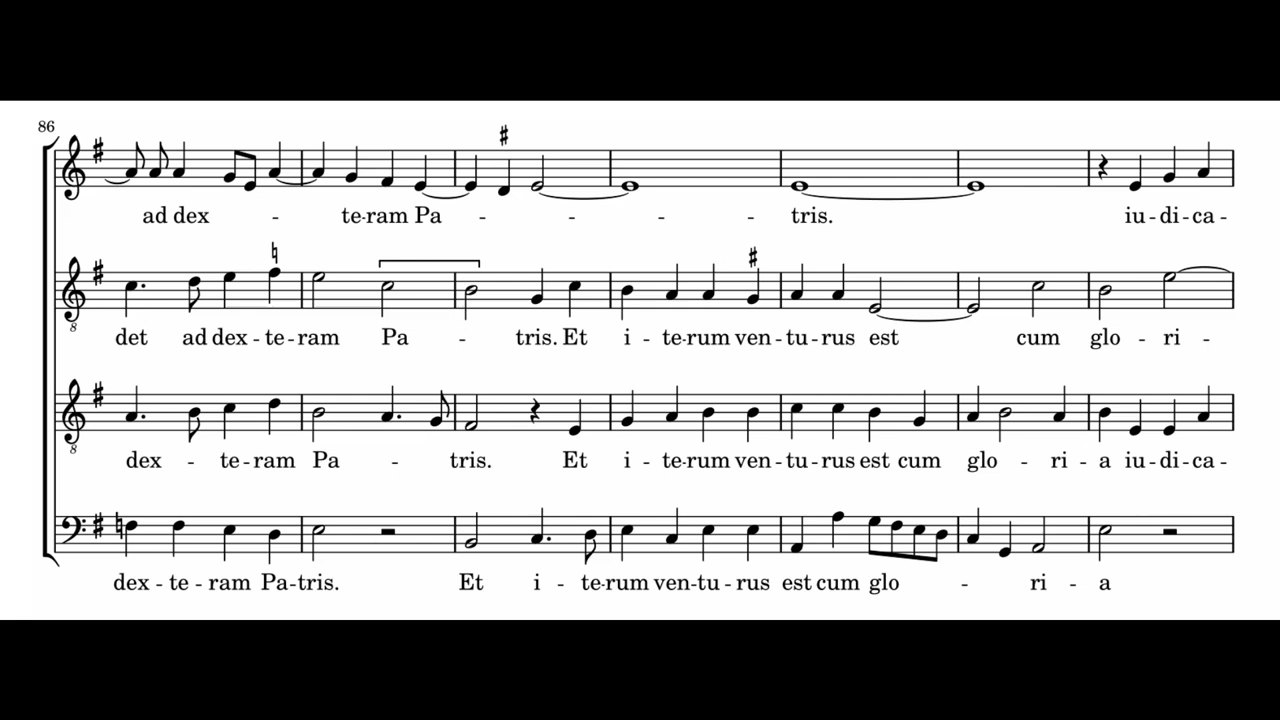 86
ad dex - te-ram Pa - - - - tris. iu-di-ca-
8
det ad dex-te-ram Pa - tris. Et i - te-rum ven-tu-rus est cum glo - ri -
8
dex - te-ram Pa - tris. Et i - te-rum ven-tu-rus est cum glo - ri - a iu-di-ca-
dex - te - ram Pa-tris. Et i - te-rum ven-tu - rus est cum glo - ri - a